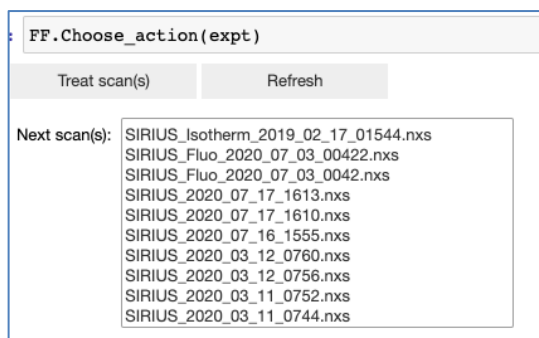 : FF.Choose_action(expt)
Treat scan(s) Refresh
Next scan(s): SIRIUS_Isotherm_2019_02_17_01544.nxs
SIRIUS_Fluo_2020_07_03_00422.nxs
SIRIUS_Fluo_2020_07_03_0042.nxs
SIRIUS_2020_07_17_1613.nxs
SIRIUS_2020_07_17_1610.nxs
SIRIUS_2020_07_16_1555.nxs
SIRIUS_2020_03_12_0760.nxs
SIRIUS_2020_03_12_0756.nxs
SIRIUS_2020_03_11_0752.nxs
SIRIUS_2020_03_11_0744.nxs